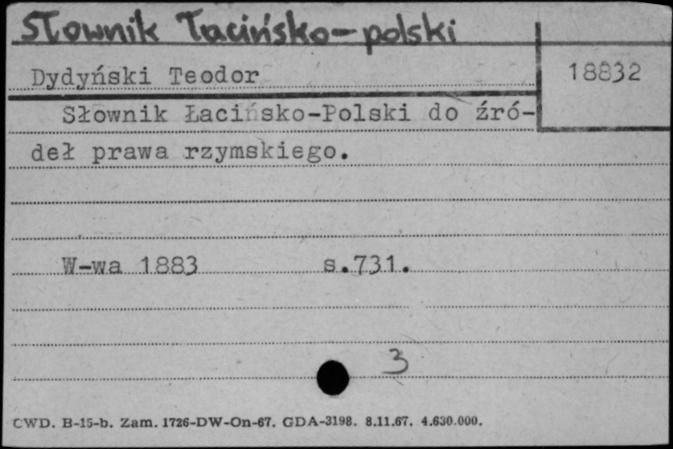 Słownik Łacińsko-polski
Dydyński Teodor
18832
Słownik Łacińsko-Polski do źró-
deł prawa rzymskiego.
W-wa 1883 s.731.
3
CWD. B-15-b. Zam. 1726-DW-On-67. GDA-3198. 8.11.67. 4.630.000.